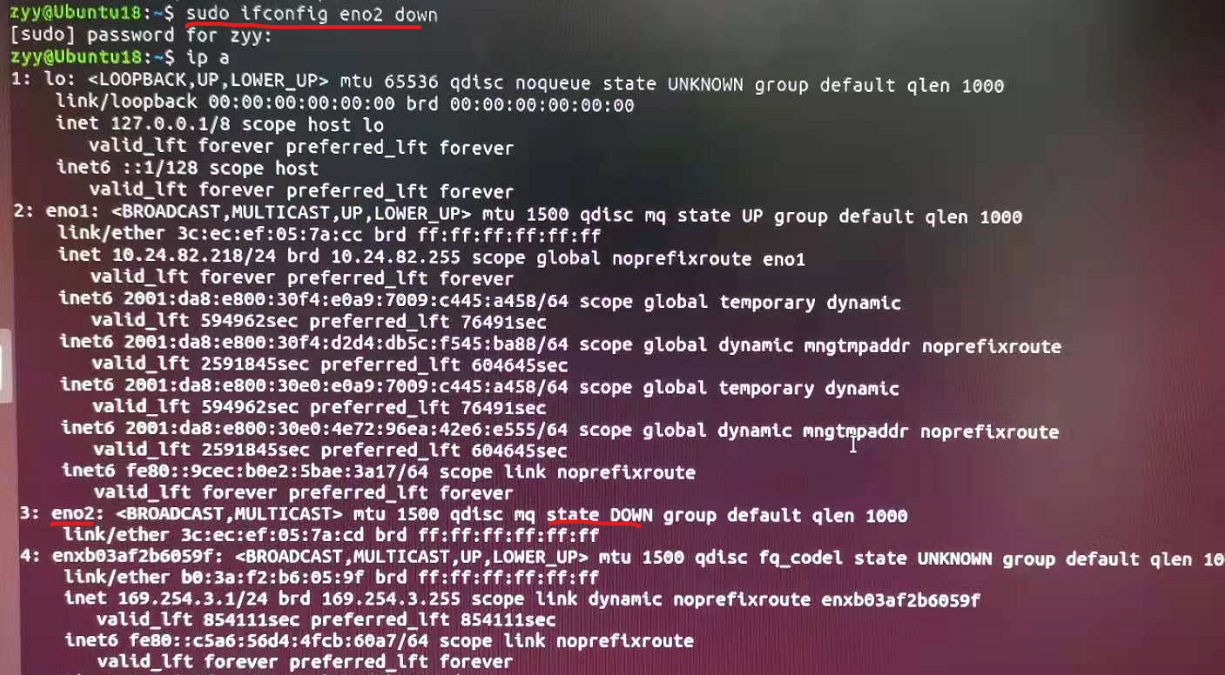 zyy@Ubuntu18:~$ sudo ifconfig eno2 down
[sudo] password for zyy:
zyy@Ubuntu18:~$ ip a
1: lo: <LOOPBACK,UP,LOWER_UP> mtu 65536 qdisc noqueue state UNKNOWN group default qlen 1000
link/loopback 00:00:00:00:00:00 brd 00:00:00:00:00:00
inet 127.0.0.1/8 scope host lo
valid_lft forever preferred_lft forever
inet6 ::1/128 scope host
valid_lft forever preferred_lft forever
2: eno1: <BROADCAST,MULTICAST,UP,LOWER_UP> mtu 1500 qdisc mq state UP group default qlen 1000
link/ether 3c:ec:ef:05:7a:cc brd ff:ff:ff:ff:ff:ff
inet 10.24.82.218/24 brd 10.24.82.255 scope global noprefixroute eno1
valid_lft forever preferred_lft forever
inet6 2001:da8:e800:30f4:e0a9:7009:c445:a458/64 scope global temporary dynamic
valid_lft 594962sec preferred_lft 76491sec
inet6 2001:da8:e800:30f4:d2d4:db5c:f545:ba88/64 scope global dynamic mngtmpaddr noprefixroute
valid_lft 2591845sec preferred_lft 604645sec
inet6 2001:da8:e800:30e0:e0a9:7009:c445:a458/64 scope global temporary dynamic
valid_lft 594962sec preferred_lft 76491sec
inet6 2001:da8:e800:30e0:4e72:96ea:42e6:e555/64 scope global dynamic mngtmpaddr noprefixroute
valid_lft 2591845sec preferred_lft 604645sec
inet6 fe80::9cec:b0e2:5bae:3a17/64 scope link noprefixroute
valid_lft forever preferred_lft forever
3: eno2: <BROADCAST,MULTICAST> mtu 1500 qdisc mq state DOWN group default qlen 1000
link/ether 3c:ec:ef:05:7a:cd brd ff:ff:ff:ff:ff:ff
4: enxb03af2b6059f: <BROADCAST,MULTICAST,UP,LOWER_UP> mtu 1500 qdisc fq_codel state UNKNOWN group default qlen 10
link/ether b0:3a:f2:b6:05:9f brd ff:ff:ff:ff:ff:ff
inet 169.254.3.1/24 brd 169.254.3.255 scope link dynamic noprefixroute enxb03af2b6059f
valid_lft 854111sec preferred_lft 854111sec
inet6 fe80::c5a6:56d4:4fcb:60a7/64 scope link noprefixroute
valid_lft forever preferred_lft forever